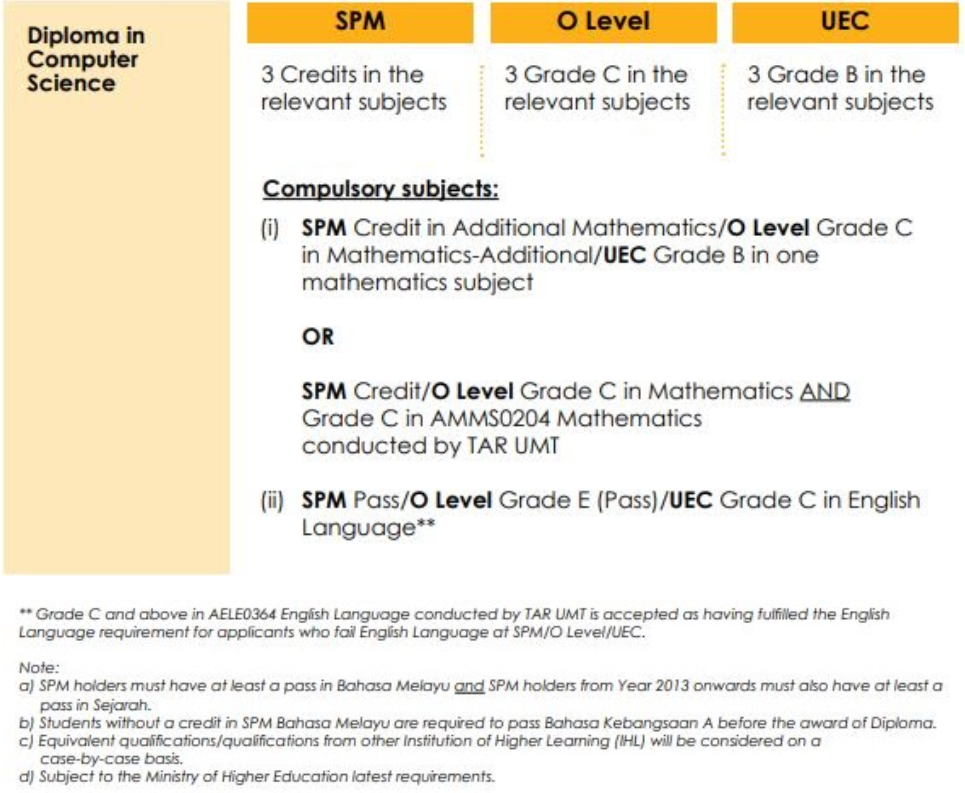 Diploma in
Computer
Science
SPM
O Level
UEC
3 Credits in the
relevant subjects
3 Grade C in the
relevant subjects
3 Grade B in the
relevant subjects
Compulsory subjects:
(i) SPM Credit in Additional Mathematics/O Level Grade C
in Mathematics-Additional/UEC Grade B in one
mathematics subject
OR
SPM Credit/O Level Grade C in Mathematics AND
Grade C in AMMS0204 Mathematics
conducted by TAR UMT
(ii) SPM Pass/O Level Grade E (Pass)/UEC Grade C in English
Language**
** Grade C and above in AELE0364 English Language conducted by TAR UMT is accepted as having fulfilled the English
Language requirement for applicants who fail English Language at SPM/O Level/UEC.
Note:
a) SPM holders must have at least a pass in Bahasa Melayu and SPM holders from Year 2013 onwards must also have at least a
pass in Sejarah.
b) Students without a credit in SPM Bahasa Melayu are required to pass Bahasa Kebangsaan A before the award of Diploma.
c) Equivalent qualifications/qualifications from other Institution of Higher Learning (IHL) will be considered on a
case-by-case basis.
d) Subject to the Ministry of Higher Education latest requirements.